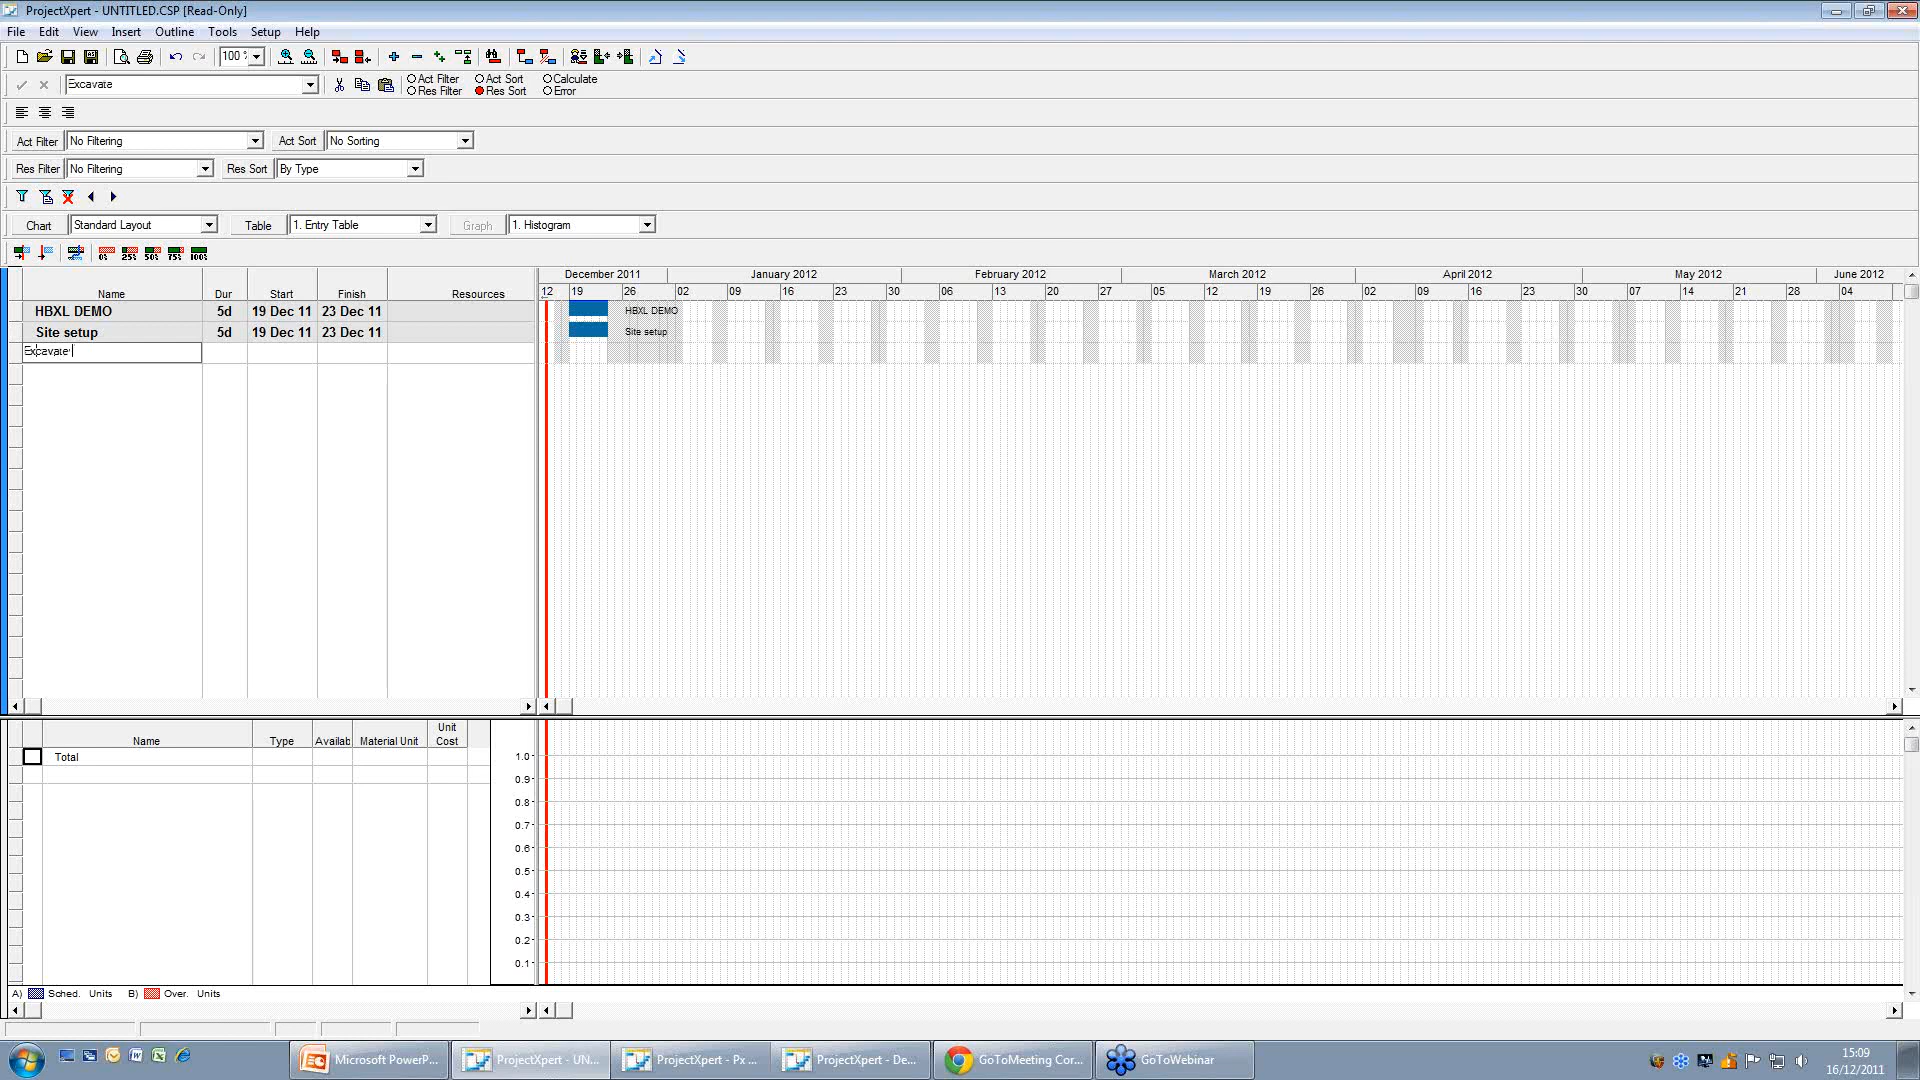 ProjectXpert - UNTITLED.CSP [Read-Only]
File Edit View Insert Outline Tools Setup Help
100 %
Excavate
Act Filter Act Sort Calculate
Res Filter Res Sort Error
Act Filter No Filtering Act Sort No Sorting
Res Filter No Filtering Res Sort By Type
Chart Standard Layout Table 1. Entry Table Graph 1. Histogram
0% 25% 50% 75% 100%
December 2011 January 2012 February 2012 March 2012 April 2012 May 2012 June 2012
Name Dur Start Finish Resources
12 19 26 02 09 16 23 30 06 13 20 27 05 12 19 26 02 09 16 23 30 07 14 21 28 04
HBXL DEMO 5d 19 Dec 11 23 Dec 11 HBXL DEMO
Site setup 5d 19 Dec 11 23 Dec 11 Site setup
Excavate
Unit
Name Type Availab Material Unit Cost
Total
1.0
0.9
0.8
0.7
0.6
0.5
0.4
0.3
0.2
0.1
A) Sched. Units B) Over. Units
Microsoft PowerP... ProjectXpert - UN... ProjectXpert - Px ... ProjectXpert - De... GoToMeeting Cor... GoToWebinar
15:09
16/12/2011